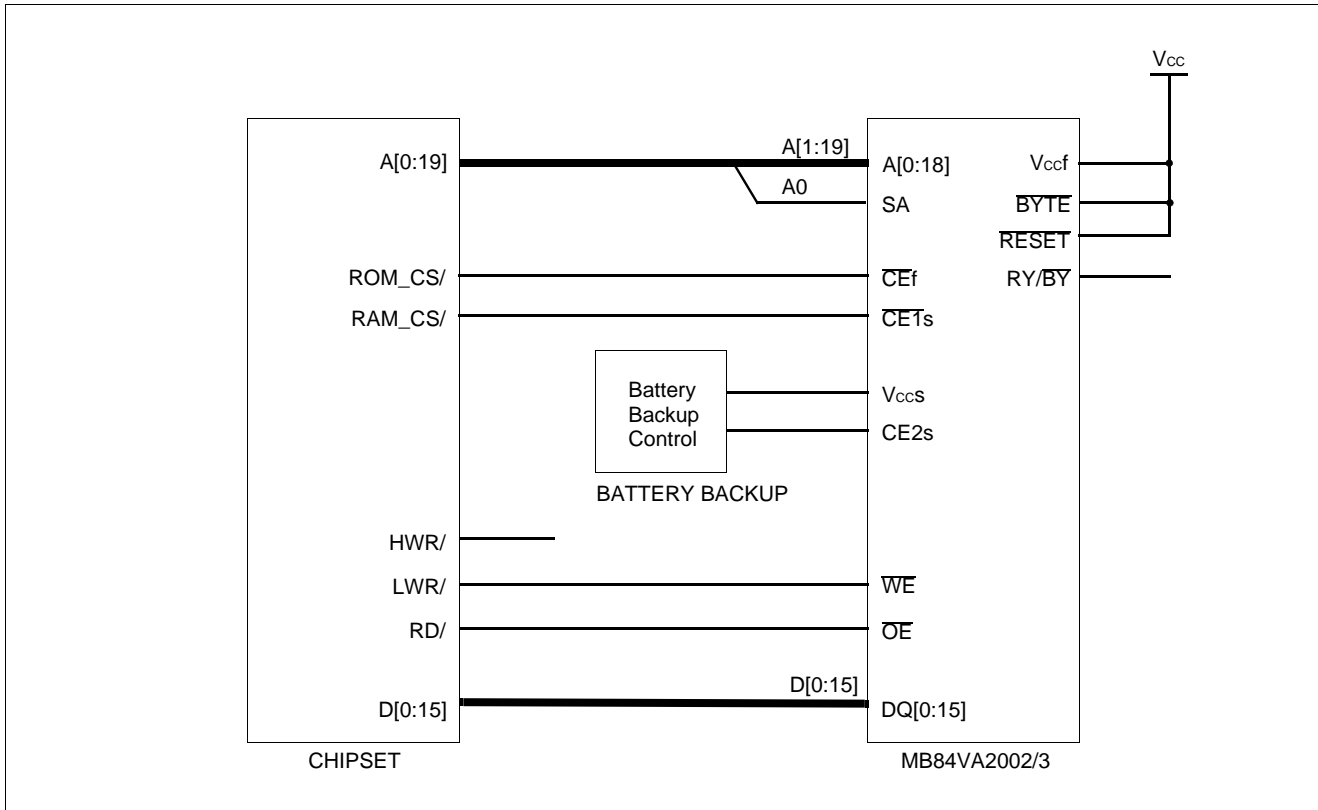 Vcc
A[0:19]
A[1:19]
A[0:18]
Vccf
A0
SA
BYTE
RESET
ROM_CS/
CEf
RY/BY
RAM_CS/
CE1s
Battery
Backup
Control
Vccs
CE2s
BATTERY BACKUP
HWR/
LWR/
WE
RD/
OE
D[0:15]
D[0:15]
DQ[0:15]
CHIPSET
MB84VA2002/3